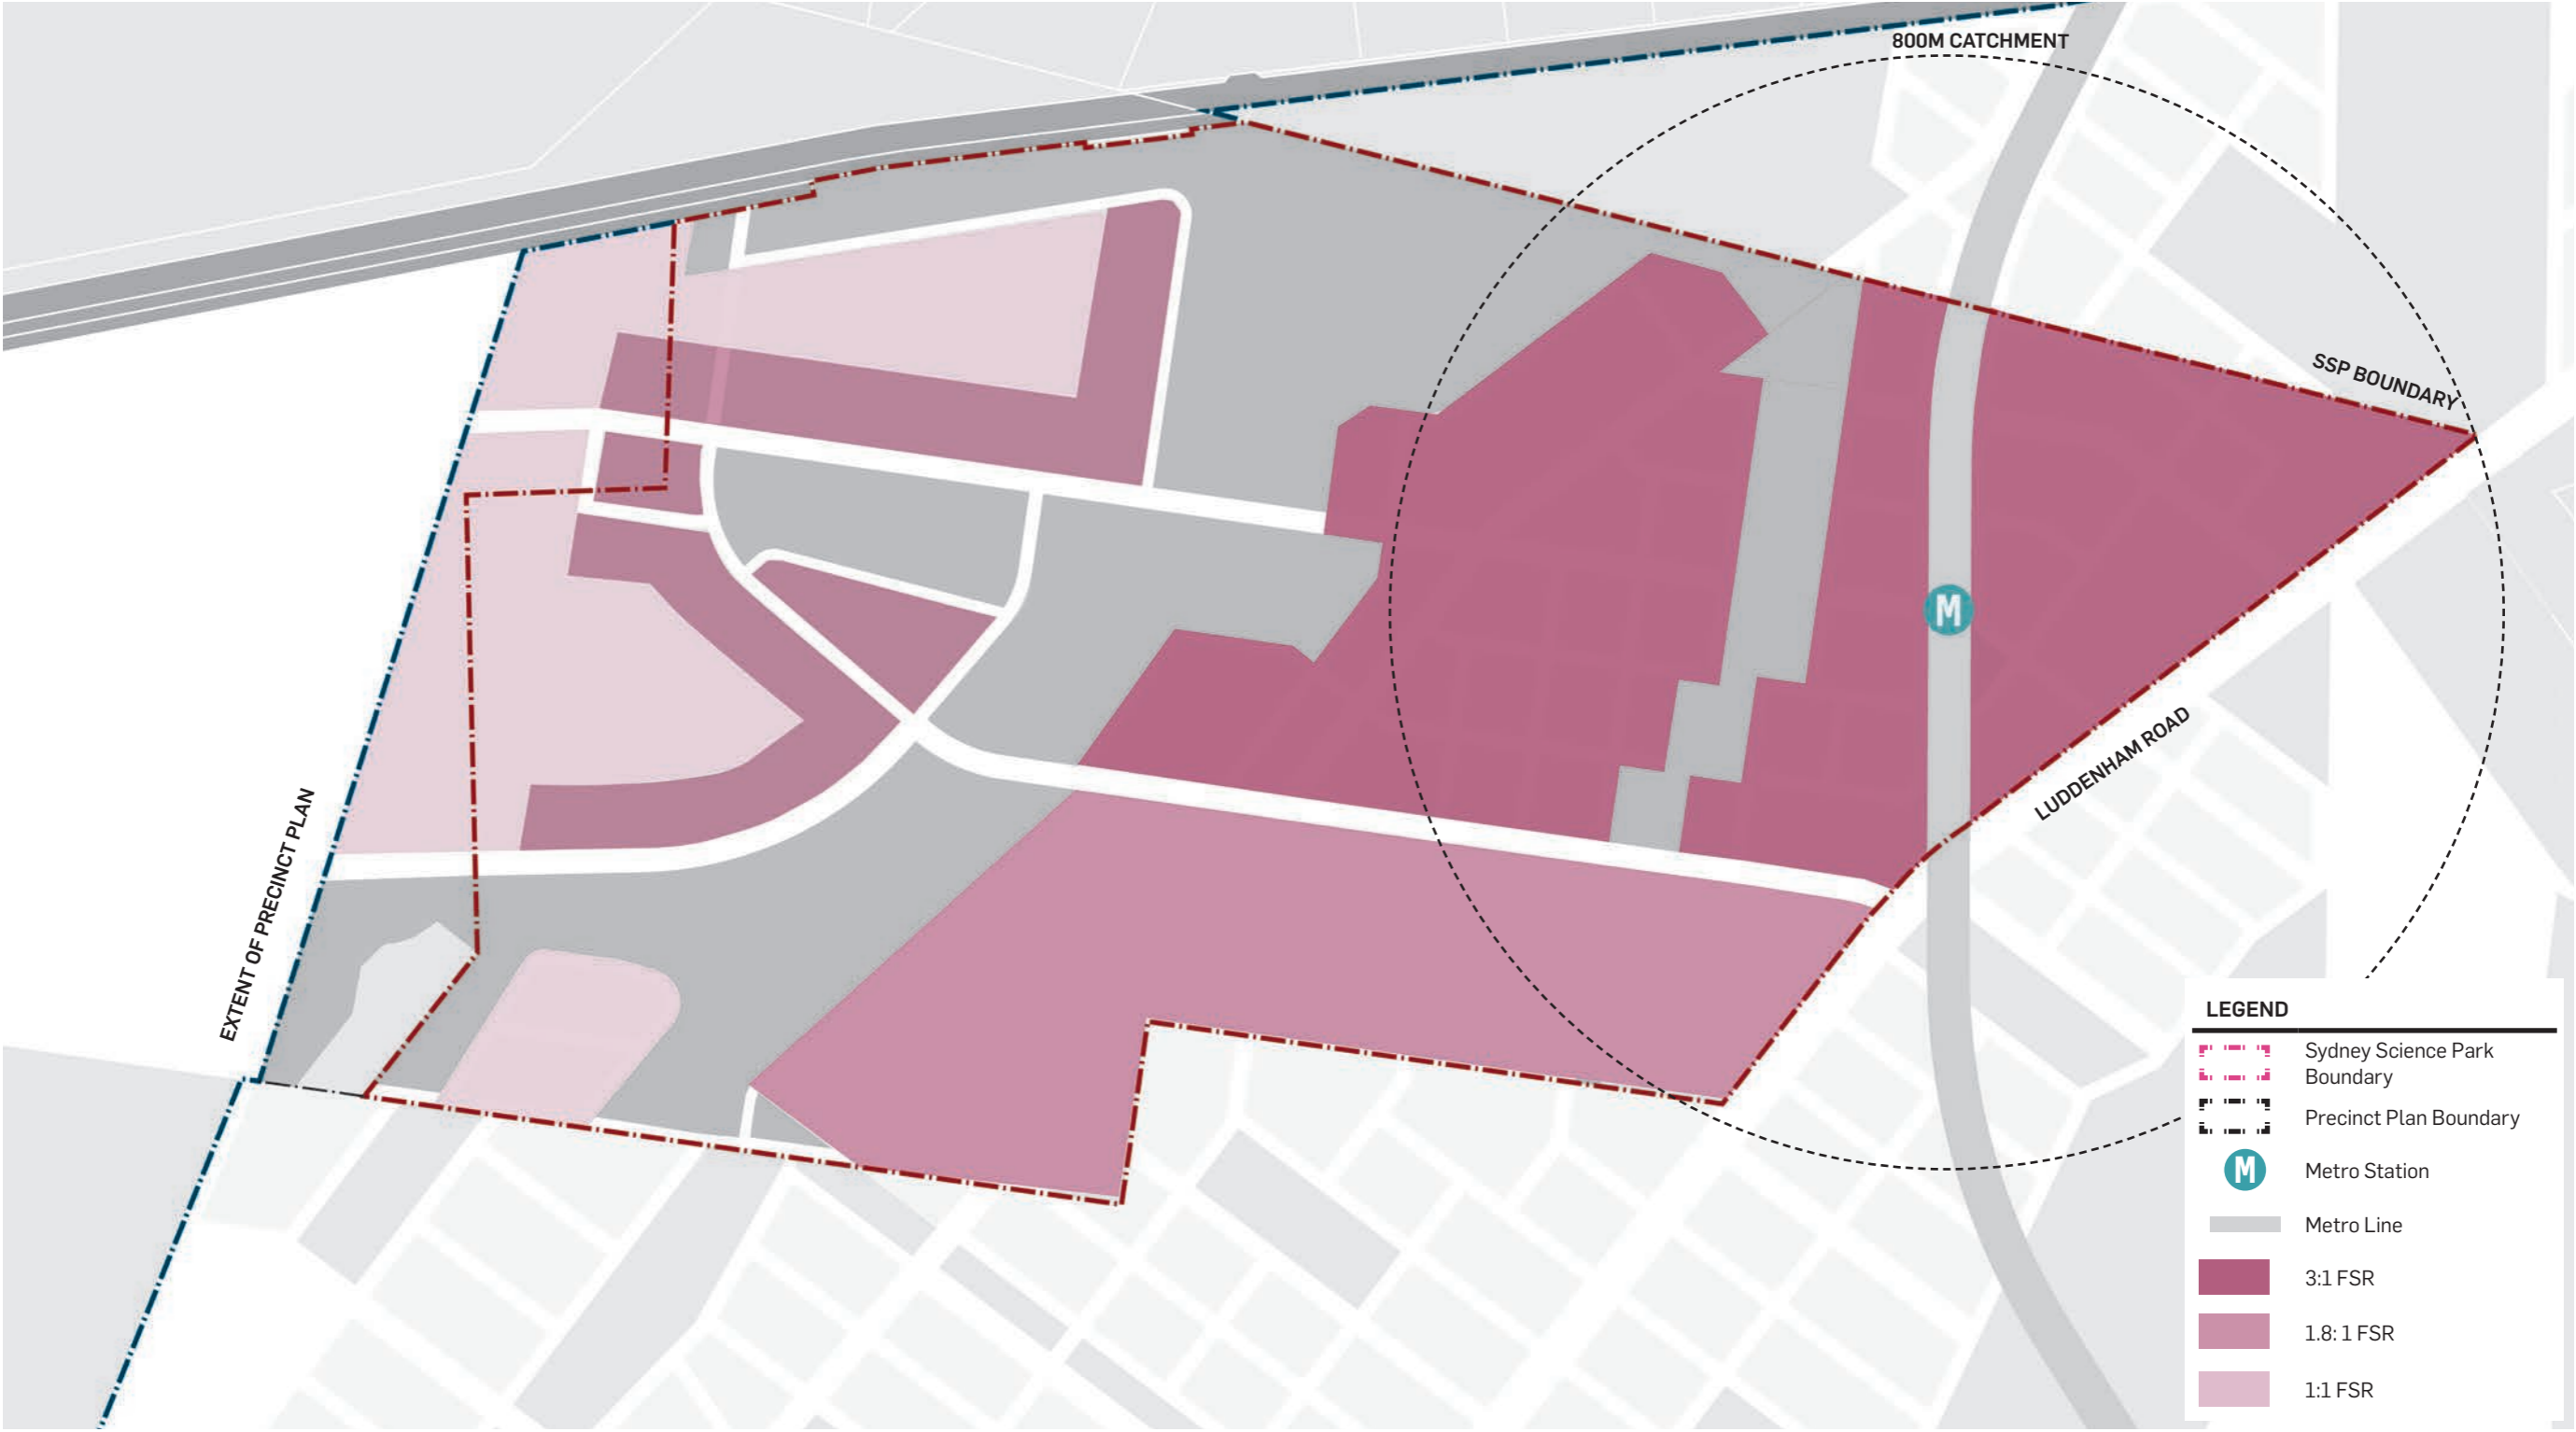 800M CATCHMENT
SSP BOUNDARY
M
LUDDENHAM ROAD
EXTENT OF PRECINCT PLAN
LEGEND
Sydney Science Park
Boundary
Precinct Plan Boundary
M
Metro Station
Metro Line
3:1 FSR
1.8: 1 FSR
1:1 FSR